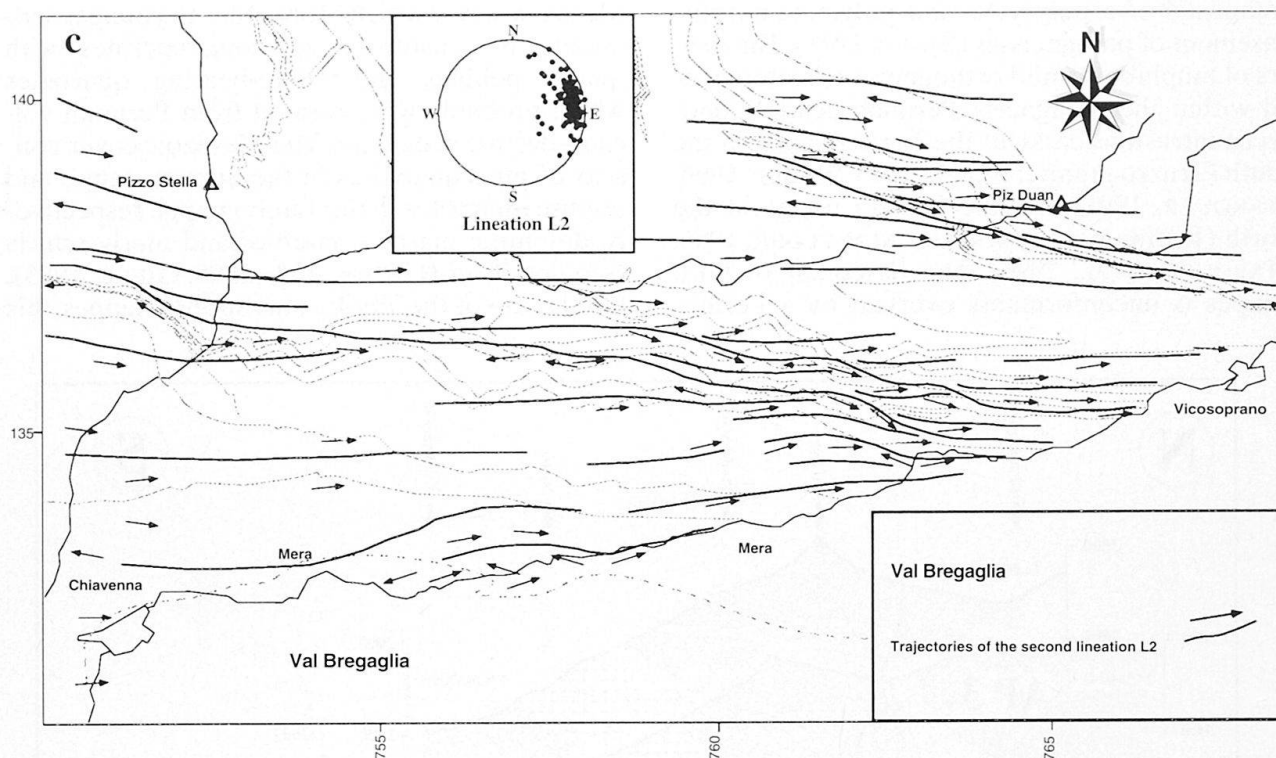 c
N
W
E
S
Lineation L2
N
140
Pizzo Stella
Piz Duan
135
Vicosoprano
Mera
Mera
Chiavenna
Val Bregaglia
Val Bregaglia
Trajectories of the second lineation L2
755
760
765